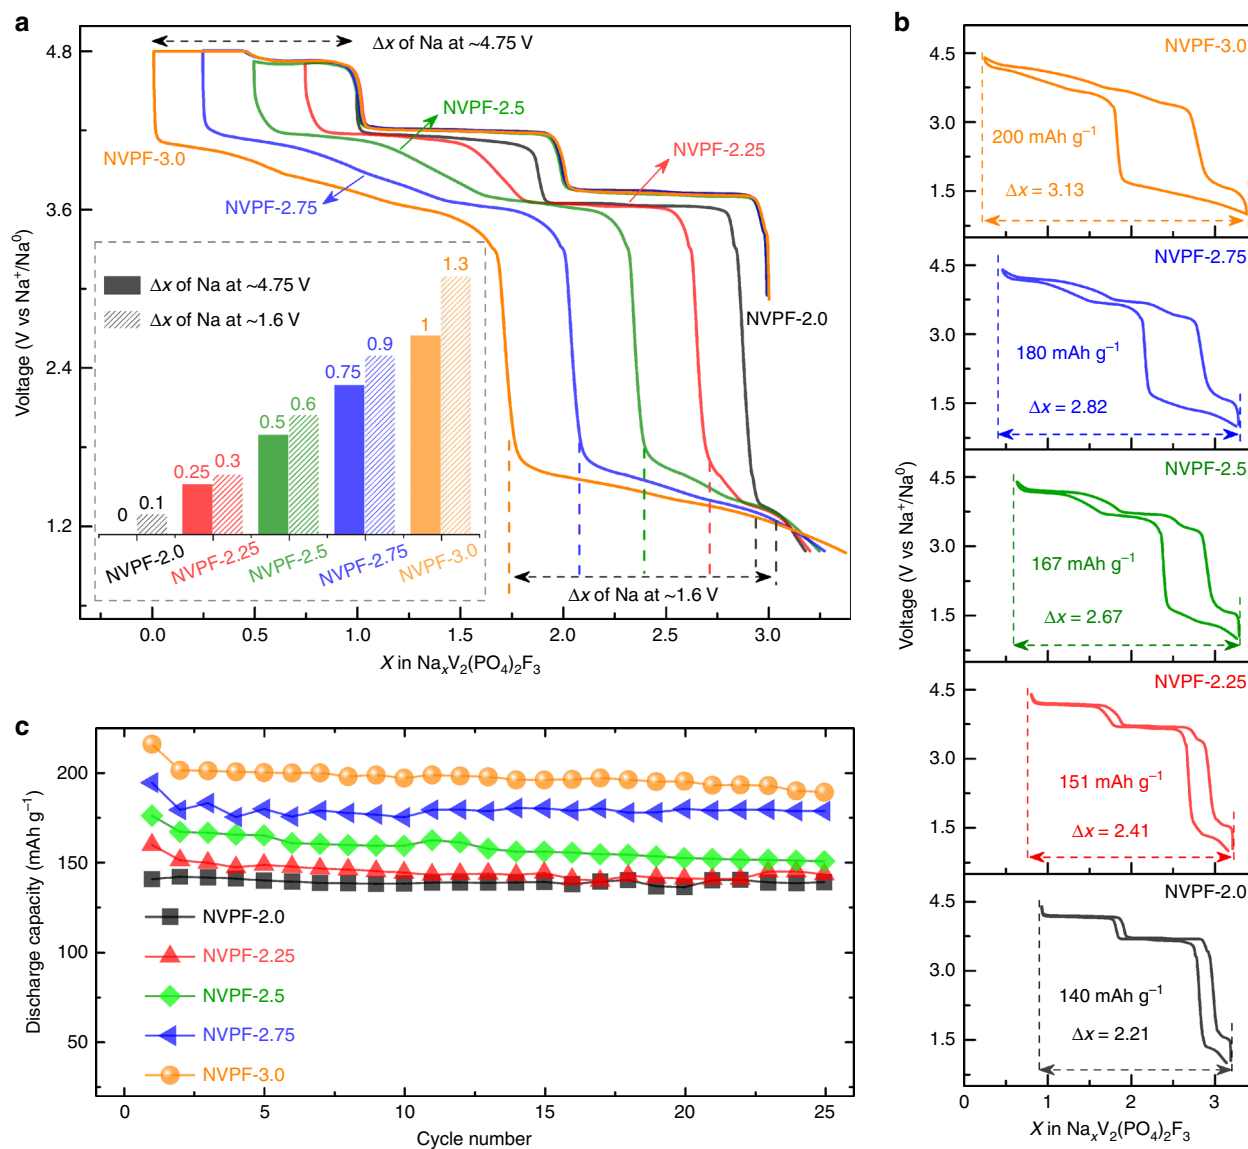 a
Δx of Na at ~4.75 V
4.8
3.6
2.4
1.2
Voltage (V vs Na⁺/Na⁰)
NVPF-2.5
NVPF-2.25
NVPF-3.0
NVPF-2.75
NVPF-2.0
Δx of Na at ~4.75 V
Δx of Na at ~1.6 V
0 0.1
0.25 0.3
0.5 0.6
0.75 0.9
1 1.3
NVPF-2.0 NVPF-2.25 NVPF-2.5 NVPF-2.75 NVPF-3.0
Δx of Na at ~1.6 V
0.0 0.5 1.0 1.5 2.0 2.5 3.0
X in NaₓV₂(PO₄)₂F₃
b
NVPF-3.0
4.5
3.0
1.5
200 mAh g⁻¹
Δx = 3.13
NVPF-2.75
4.5
3.0
1.5
180 mAh g⁻¹
Δx = 2.82
NVPF-2.5
4.5
3.0
1.5
167 mAh g⁻¹
Δx = 2.67
Voltage (V vs Na⁺/Na⁰)
NVPF-2.25
4.5
3.0
1.5
151 mAh g⁻¹
Δx = 2.41
NVPF-2.0
4.5
3.0
1.5
140 mAh g⁻¹
Δx = 2.21
0 1 2 3
X in NaₓV₂(PO₄)₂F₃
c
200
150
100
50
Discharge capacity (mAh g⁻¹)
NVPF-2.0
NVPF-2.25
NVPF-2.5
NVPF-2.75
NVPF-3.0
0 5 10 15 20 25
Cycle number